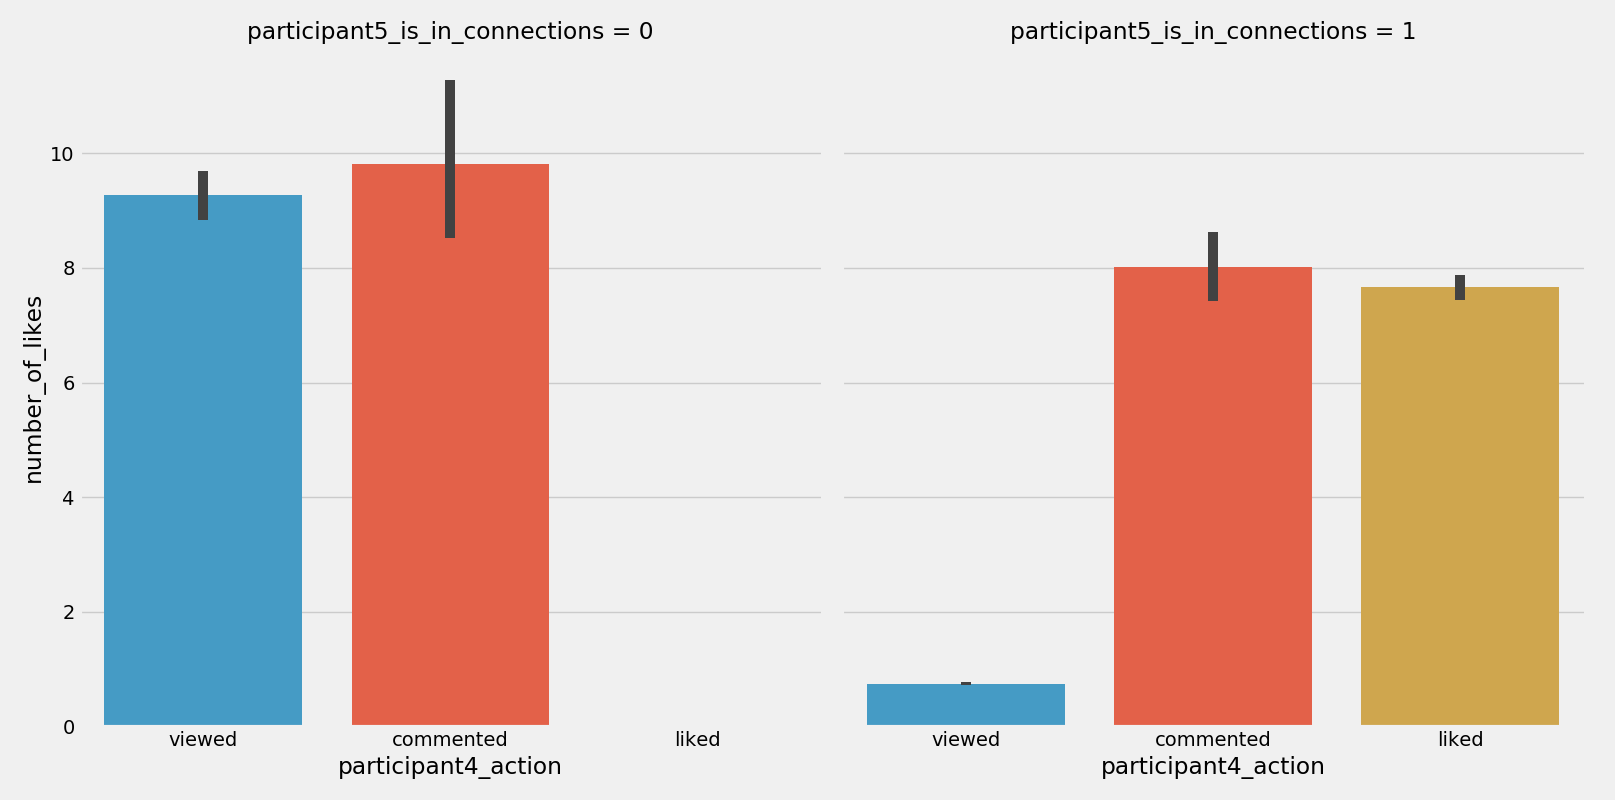 participant5_is_in_connections = 0
participant5_is_in_connections = 1
number_of_likes
10
8
6
4
2
0
viewed commented liked
viewed commented liked
participant4_action
participant4_action